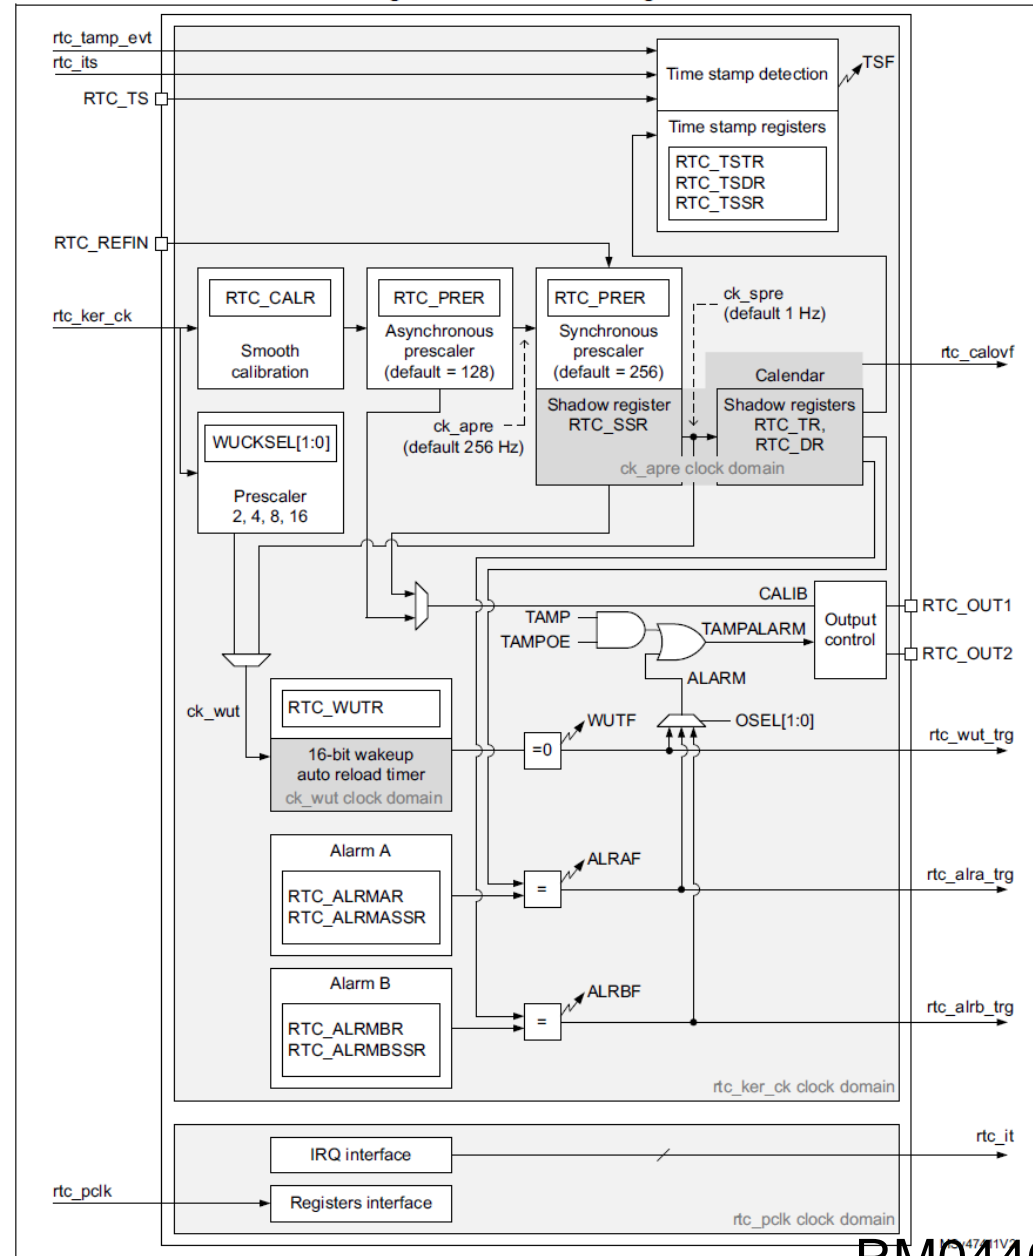 rtc_tamp_evt
rtc_its
RTC_TS
Time stamp detection
TSF
Time stamp registers
RTC_TSTR
RTC_TSDR
RTC_TSSR
RTC_REFIN
rtc_ker_ck
RTC_CALR
Smooth
calibration
RTC_PRER
Asynchronous
prescaler
(default = 128)
RTC_PRER
Synchronous
prescaler
(default = 256)
ck_spre
(default 1 Hz)
rtc_calovf
Calendar
Shadow register
RTC_SSR
Shadow registers
RTC_TR,
RTC_DR
ck_apre clock domain
ck_apre
(default 256 Hz)
WUCKSEL[1:0]
Prescaler
2, 4, 8, 16
CALIB
TAMP
TAMPOE
TAMPALARM
Output
control
RTC_OUT1
RTC_OUT2
ALARM
OSEL[1:0]
ck_wut
RTC_WUTR
16-bit wakeup
auto reload timer
ck_wut clock domain
=0
WUTF
rtc_wut_trg
Alarm A
RTC_ALRMAR
RTC_ALRMASSR
=
ALRAF
rtc_alra_trg
Alarm B
RTC_ALRMBR
RTC_ALRMBSSR
=
ALRBF
rtc_alrb_trg
rtc_ker_ck clock domain
IRQ interface
rtc_it
rtc_pclk
Registers interface
rtc_pclk clock domain